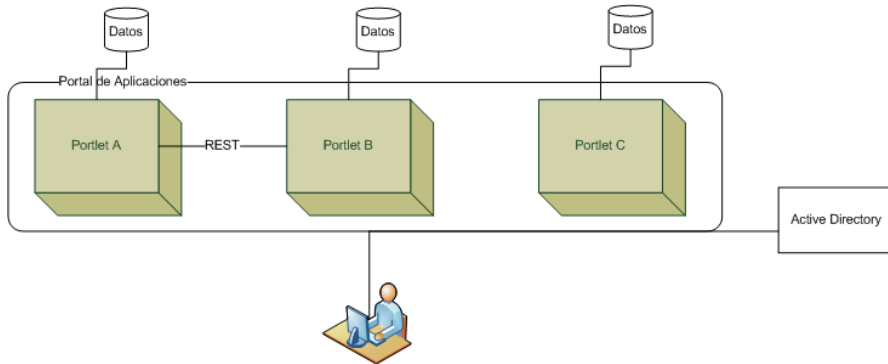 Datos
Datos
Datos
Portal de Aplicaciones
Portlet A
REST
Portlet B
Portlet C
Active Directory